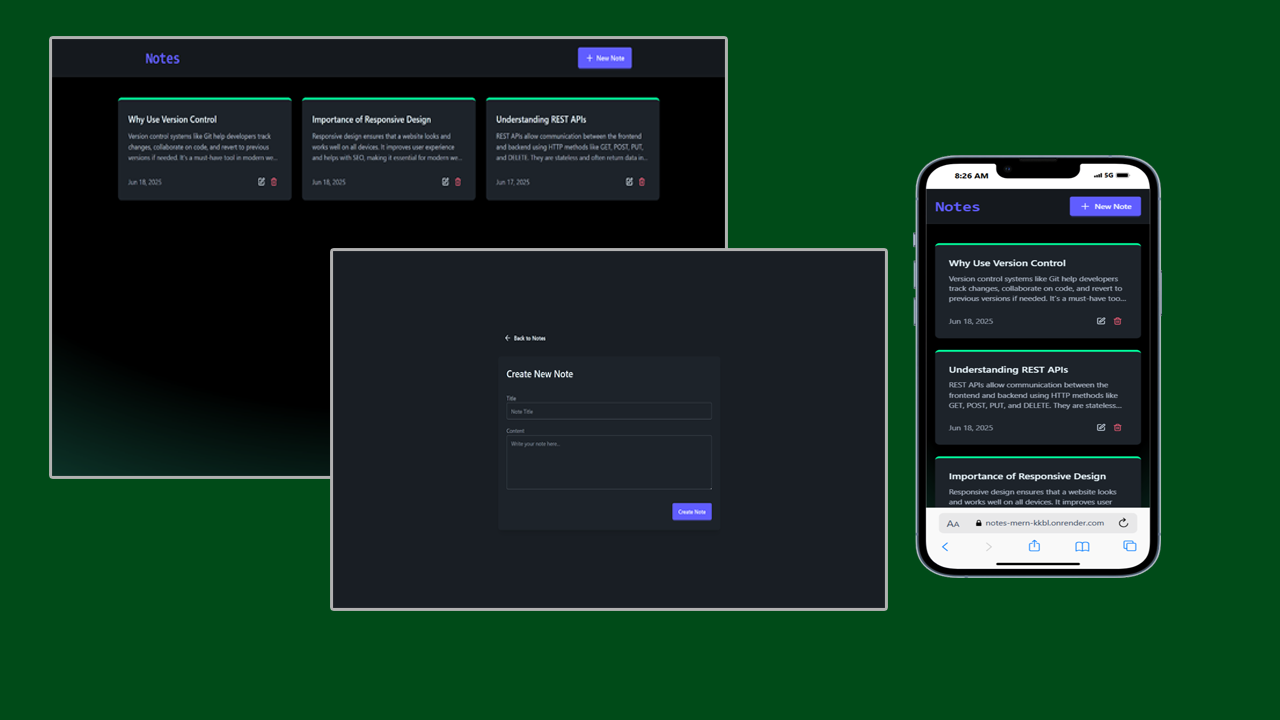 Notes
+ New Note
Why Use Version Control
Version control systems like Git help developers track
changes, collaborate on code, and revert to previous
versions if needed. It's a must-have tool in modern we...
Jun 18, 2025
Importance of Responsive Design
Responsive design ensures that a website looks and
works well on all devices. It improves user experience
and helps with SEO, making it essential for modern we...
Jun 18, 2025
Understanding REST APIs
REST APIs allow communication between the frontend
and backend using HTTP methods like GET, POST, PUT,
and DELETE. They are stateless and often return data in...
Jun 17, 2025
← Back to Notes
Create New Note
Title
Note Title
Content
Write your note here...
Create Note
8:26 AM
5G
Notes
+ New Note
Why Use Version Control
Version control systems like Git help developers
track changes, collaborate on code, and revert to
previous versions if needed. It's a must-have too...
Jun 18, 2025
Understanding REST APIs
REST APIs allow communication between the
frontend and backend using HTTP methods like
GET, POST, PUT, and DELETE. They are stateless...
Jun 18, 2025
Importance of Responsive Design
Responsive design ensures that a website looks
and works well on all devices. It improves user
AA notes-mern-kkbl.onrender.com